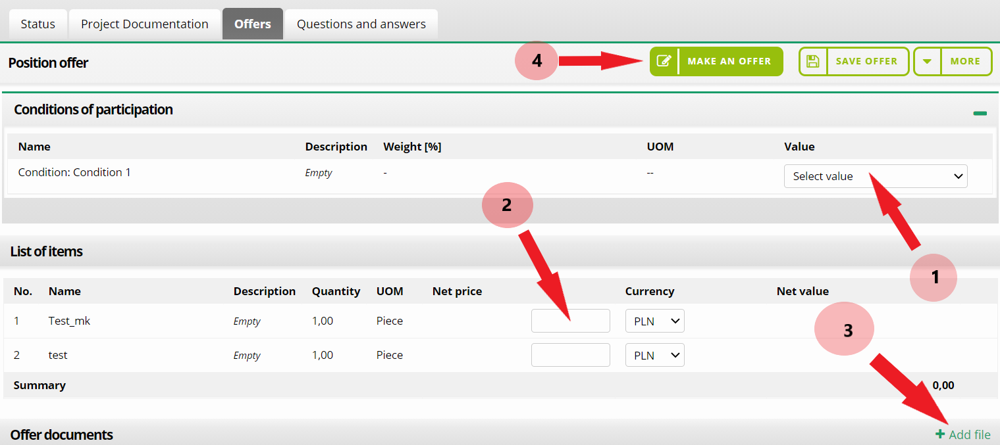 Status Project Documentation Offers Questions and answers
Position offer 4 MAKE AN OFFER SAVE OFFER MORE
Conditions of participation
Name Description Weight [%] UOM Value
Condition: Condition 1 Empty - -- Select value
2
List of items
1
No. Name Description Quantity UOM Net price Currency Net value
1 Test_mk Empty 1,00 Piece PLN
3
2 test Empty 1,00 Piece PLN
Summary 0,00
Offer documents + Add file